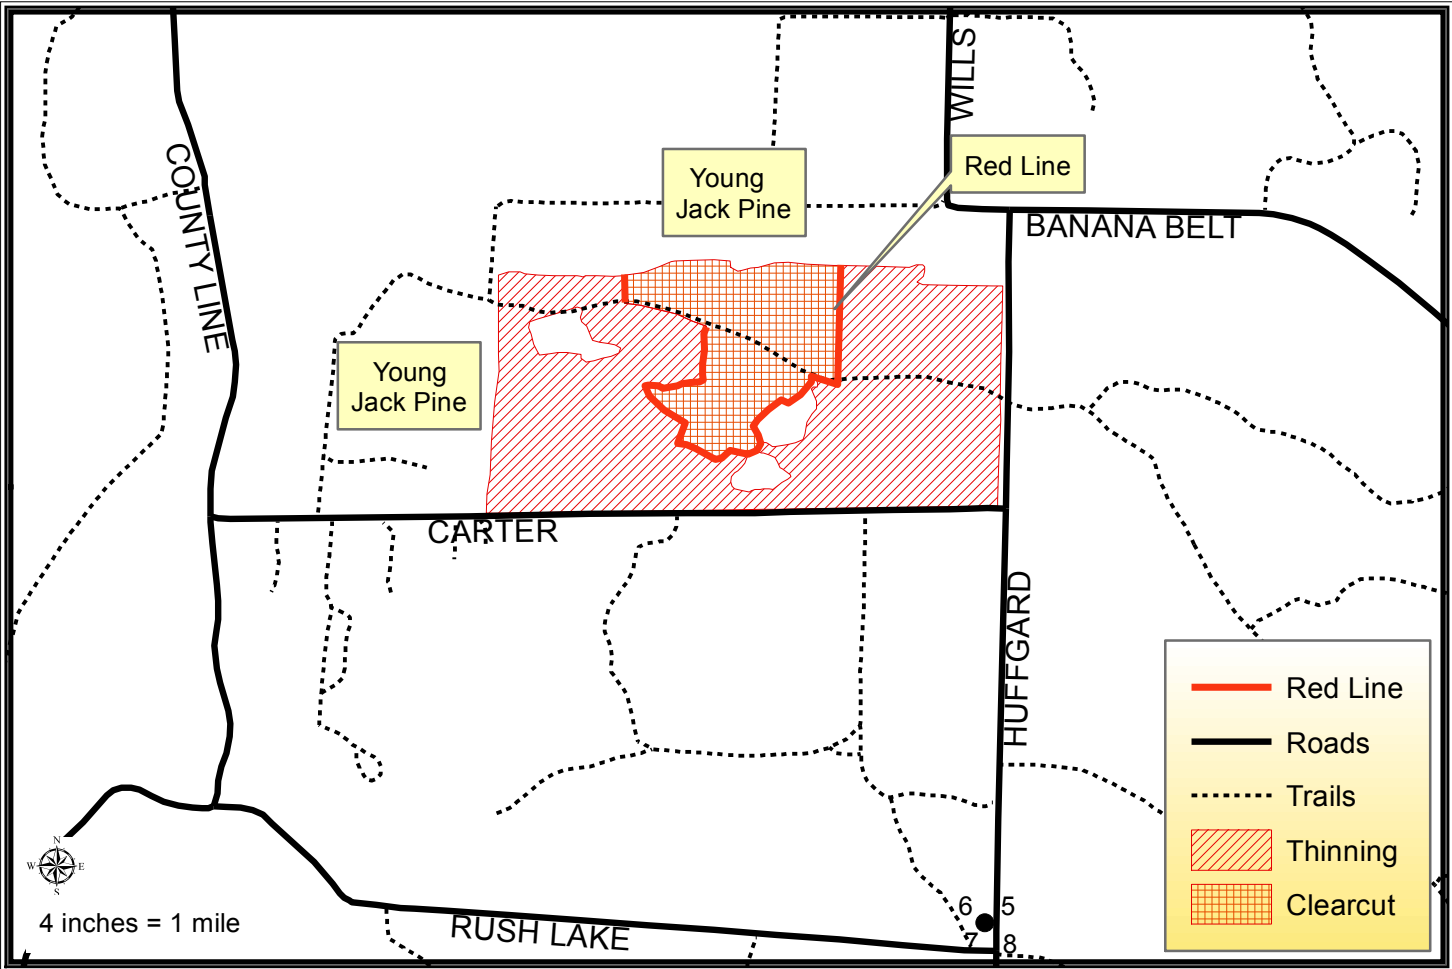 WILLS
Red Line
Young
Jack Pine
COUNTY LINE
BANANA BELT
Young
Jack Pine
CARTER
HUFFGARD
Red Line
Roads
Trails
Thinning
Clearcut
N
W E
S
4 inches = 1 mile
RUSH LAKE
6 5
7 8